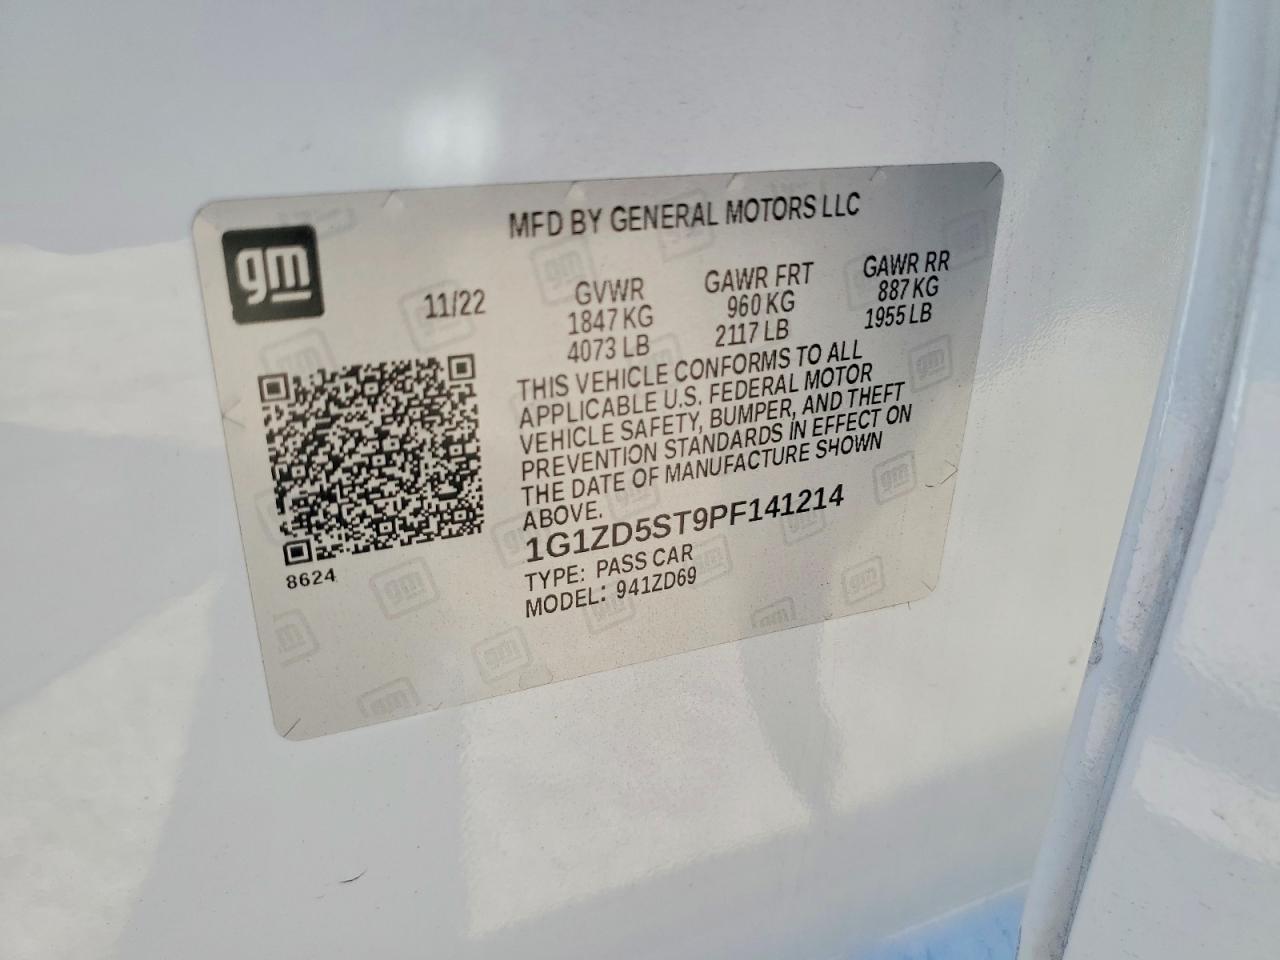 gm
MFD BY GENERAL MOTORS LLC
11/22
GVWR
1847 KG
4073 LB
GAWR FRT
960 KG
2117 LB
GAWR RR
887 KG
1955 LB
THIS VEHICLE CONFORMS TO ALL
APPLICABLE U.S. FEDERAL MOTOR
VEHICLE SAFETY, BUMPER, AND THEFT
PREVENTION STANDARDS IN EFFECT ON
THE DATE OF MANUFACTURE SHOWN
ABOVE.
1G1ZD5ST9PF141214
TYPE: PASS CAR
MODEL: 941ZD69
8624